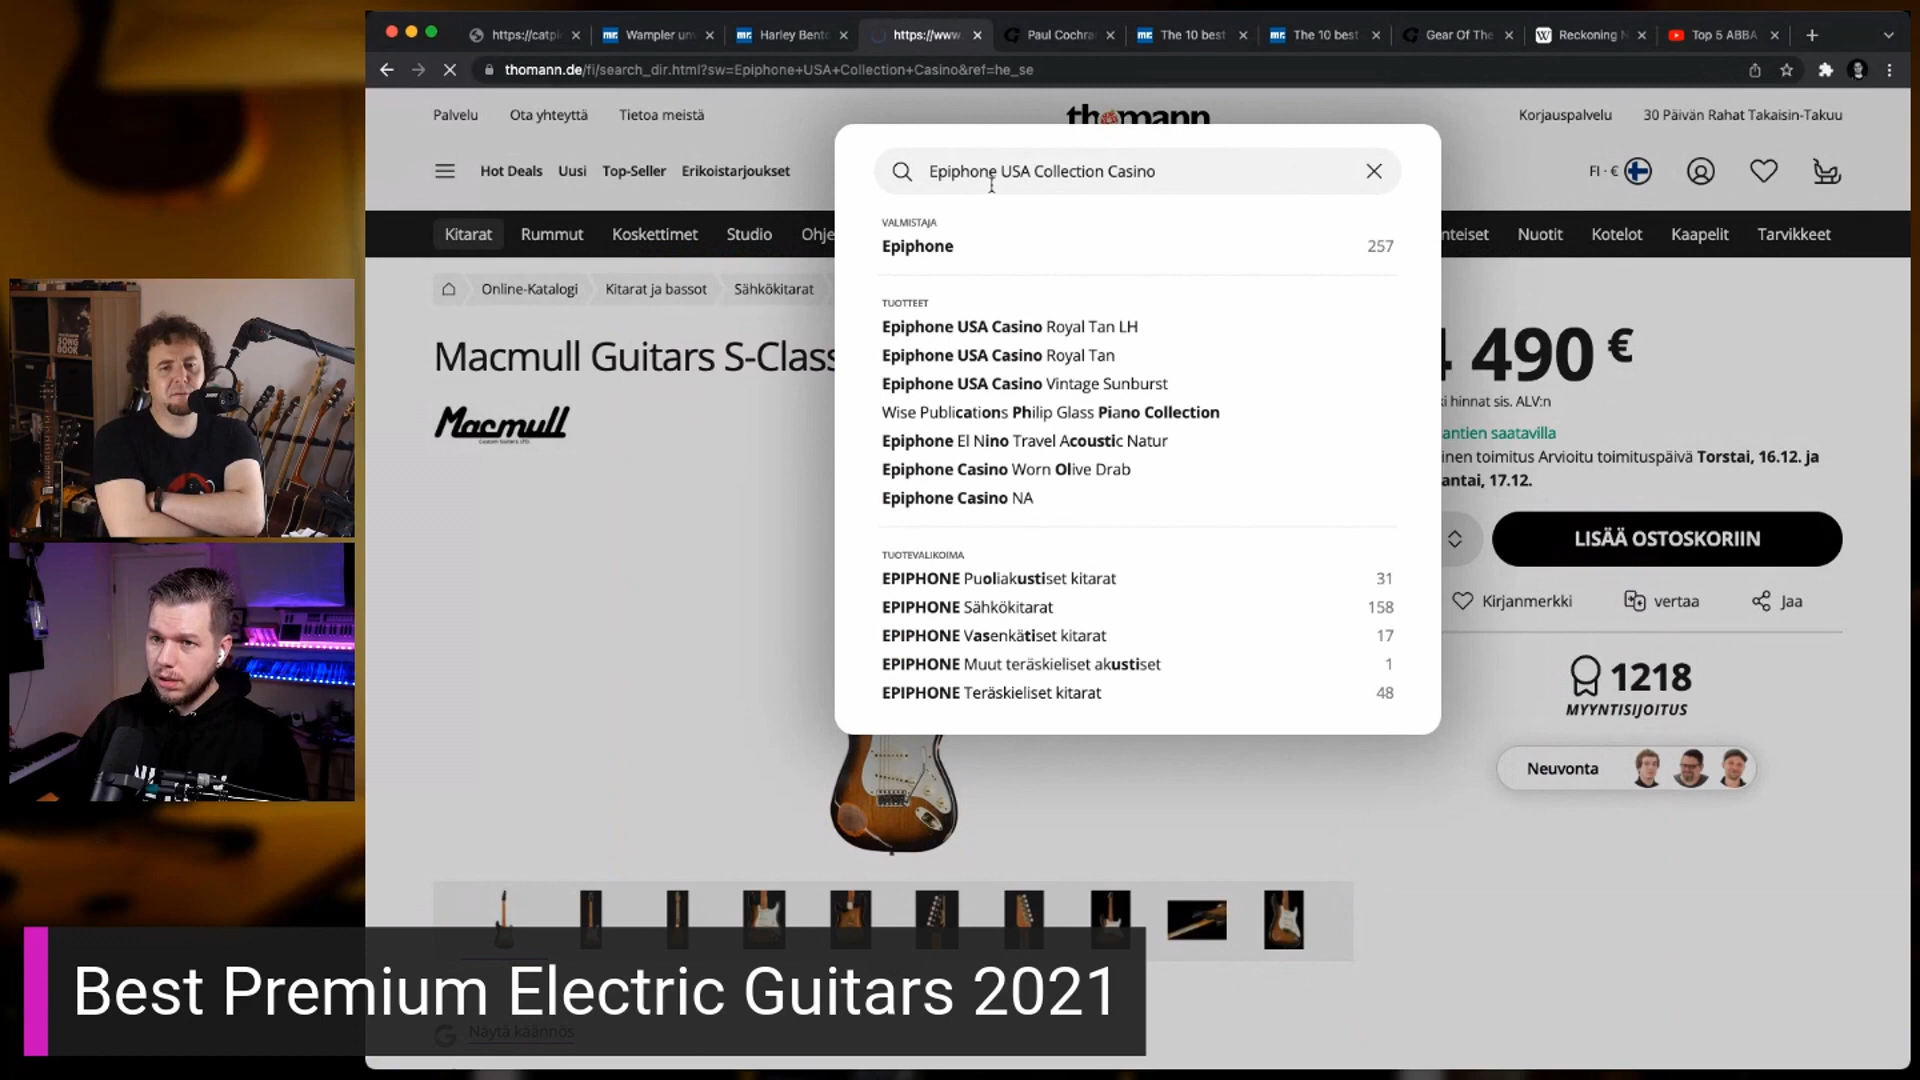 https://catpi
Wampler un
Harley Bento
https://www.
Paul Cochra
The 10 best
The 10 best
Gear Of The
Reckoning N
Top 5 ABBA
thomann.de/fi/search_dir.html?sw=Epiphone+USA+Collection+Casino&ref=he_se
Palvelu
Ota yhteyttä
Tietoa meistä
thomann
Korjauspalvelu
30 Päivän Rahat Takaisin-Takuu
Hot Deals
Uusi
Top-Seller
Erikoistarjoukset
Epiphone USA Collection Casino
FI · €
Kitarat
Rummut
Koskettimet
Studio
Ohje
nteiset
Nuotit
Kotelot
Kaapelit
Tarvikkeet
VALMISTAJA
Epiphone 257
Online-Katalogi
Kitarat ja bassot
Sähkökitarat
Macmull Guitars S-Class
Macmull
TUOTTEET
Epiphone USA Casino Royal Tan LH
Epiphone USA Casino Royal Tan
Epiphone USA Casino Vintage Sunburst
Wise Publications Philip Glass Piano Collection
Epiphone El Nino Travel Acoustic Natur
Epiphone Casino Worn Olive Drab
Epiphone Casino NA
TUOTEVALIKOIMA
EPIPHONE Puoliakustiset kitarat 31
EPIPHONE Sähkökitarat 158
EPIPHONE Vasenkätiset kitarat 17
EPIPHONE Muut teräskieliset akustiset 1
EPIPHONE Teräskieliset kitarat 48
4 490 €
ki hinnat sis. ALV:n
antien saatavilla
inen toimitus Arvioitu toimituspäivä Torstai, 16.12. ja
antai, 17.12.
LISÄÄ OSTOSKORIIN
Kirjanmerkki
vertaa
Jaa
1218
MYYNTISIJOITUS
Neuvonta
SONG
BOOK
Best Premium Electric Guitars 2021
Näytä käännös